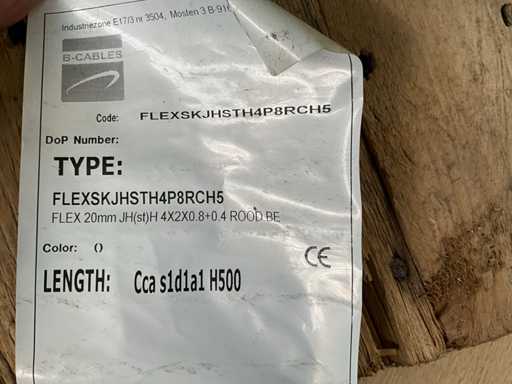 Industriezone E17/3 nr 3504, Mosten 3 B-916
B-CABLES
Code: FLEXSKJHSTH4P8RCH5
DoP Number:
TYPE:
FLEXSKJHSTH4P8RCH5
FLEX 20mm JH(st)H 4X2X0.8+0.4 ROOD BE
Color: ()
CE
LENGTH: Cca s1d1a1 H500